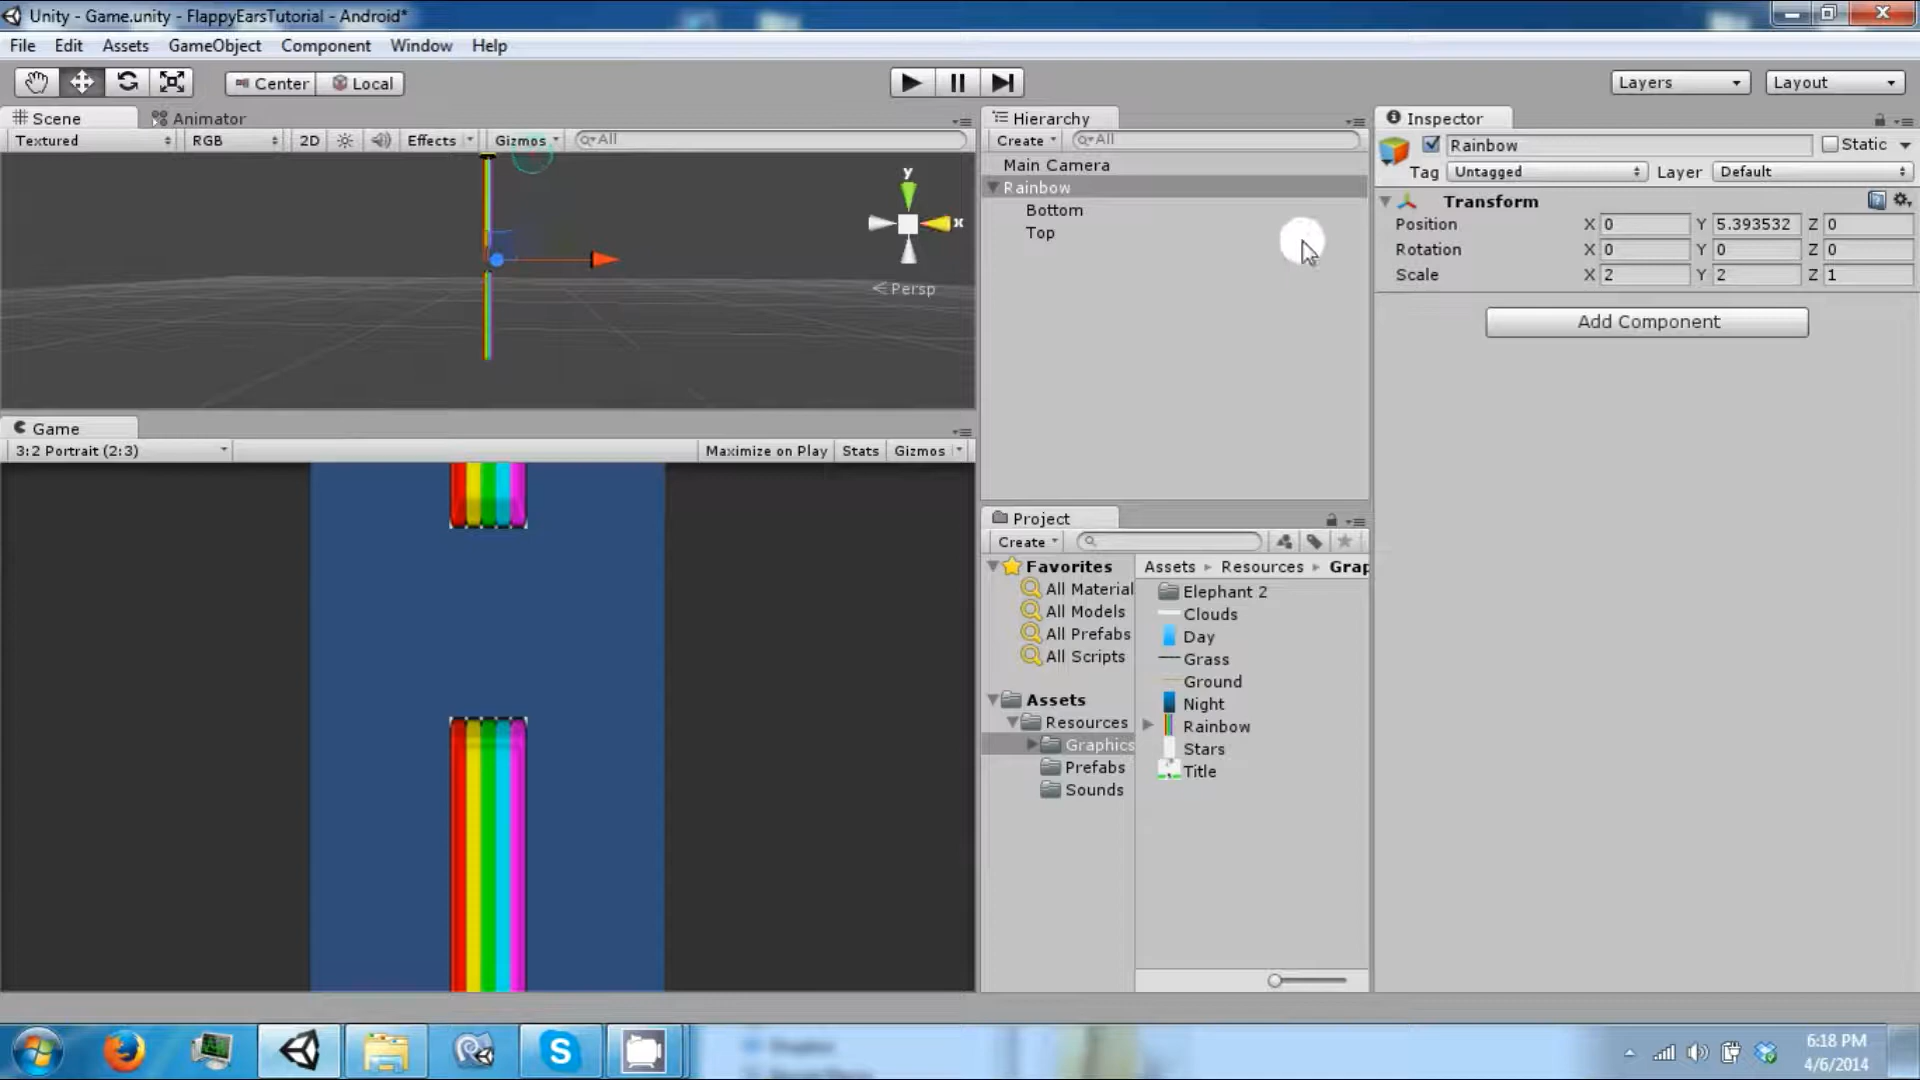 Unity - Game.unity - FlappyEarsTutorial - Android*
File Edit Assets GameObject Component Window Help
Center Local Layers Layout
Scene Animator
Textured RGB 2D Effects Gizmos All
y
x
Persp
Game
3:2 Portrait (2:3) Maximize on Play Stats Gizmos
Hierarchy
Create All
Main Camera
Rainbow
Bottom
Top
Project
Create
Favorites
All Material
All Models
All Prefabs
All Scripts
Assets
Resources
Graphics
Prefabs
Sounds
Assets Resources Grap
Elephant 2
Clouds
Day
Grass
Ground
Night
Rainbow
Stars
Title
Inspector
Rainbow Static
Tag Untagged Layer Default
Transform
Position X 0 Y 5.393532 Z 0
Rotation X 0 Y 0 Z 0
Scale X 2 Y 2 Z 1
Add Component
6:18 PM
4/6/2014